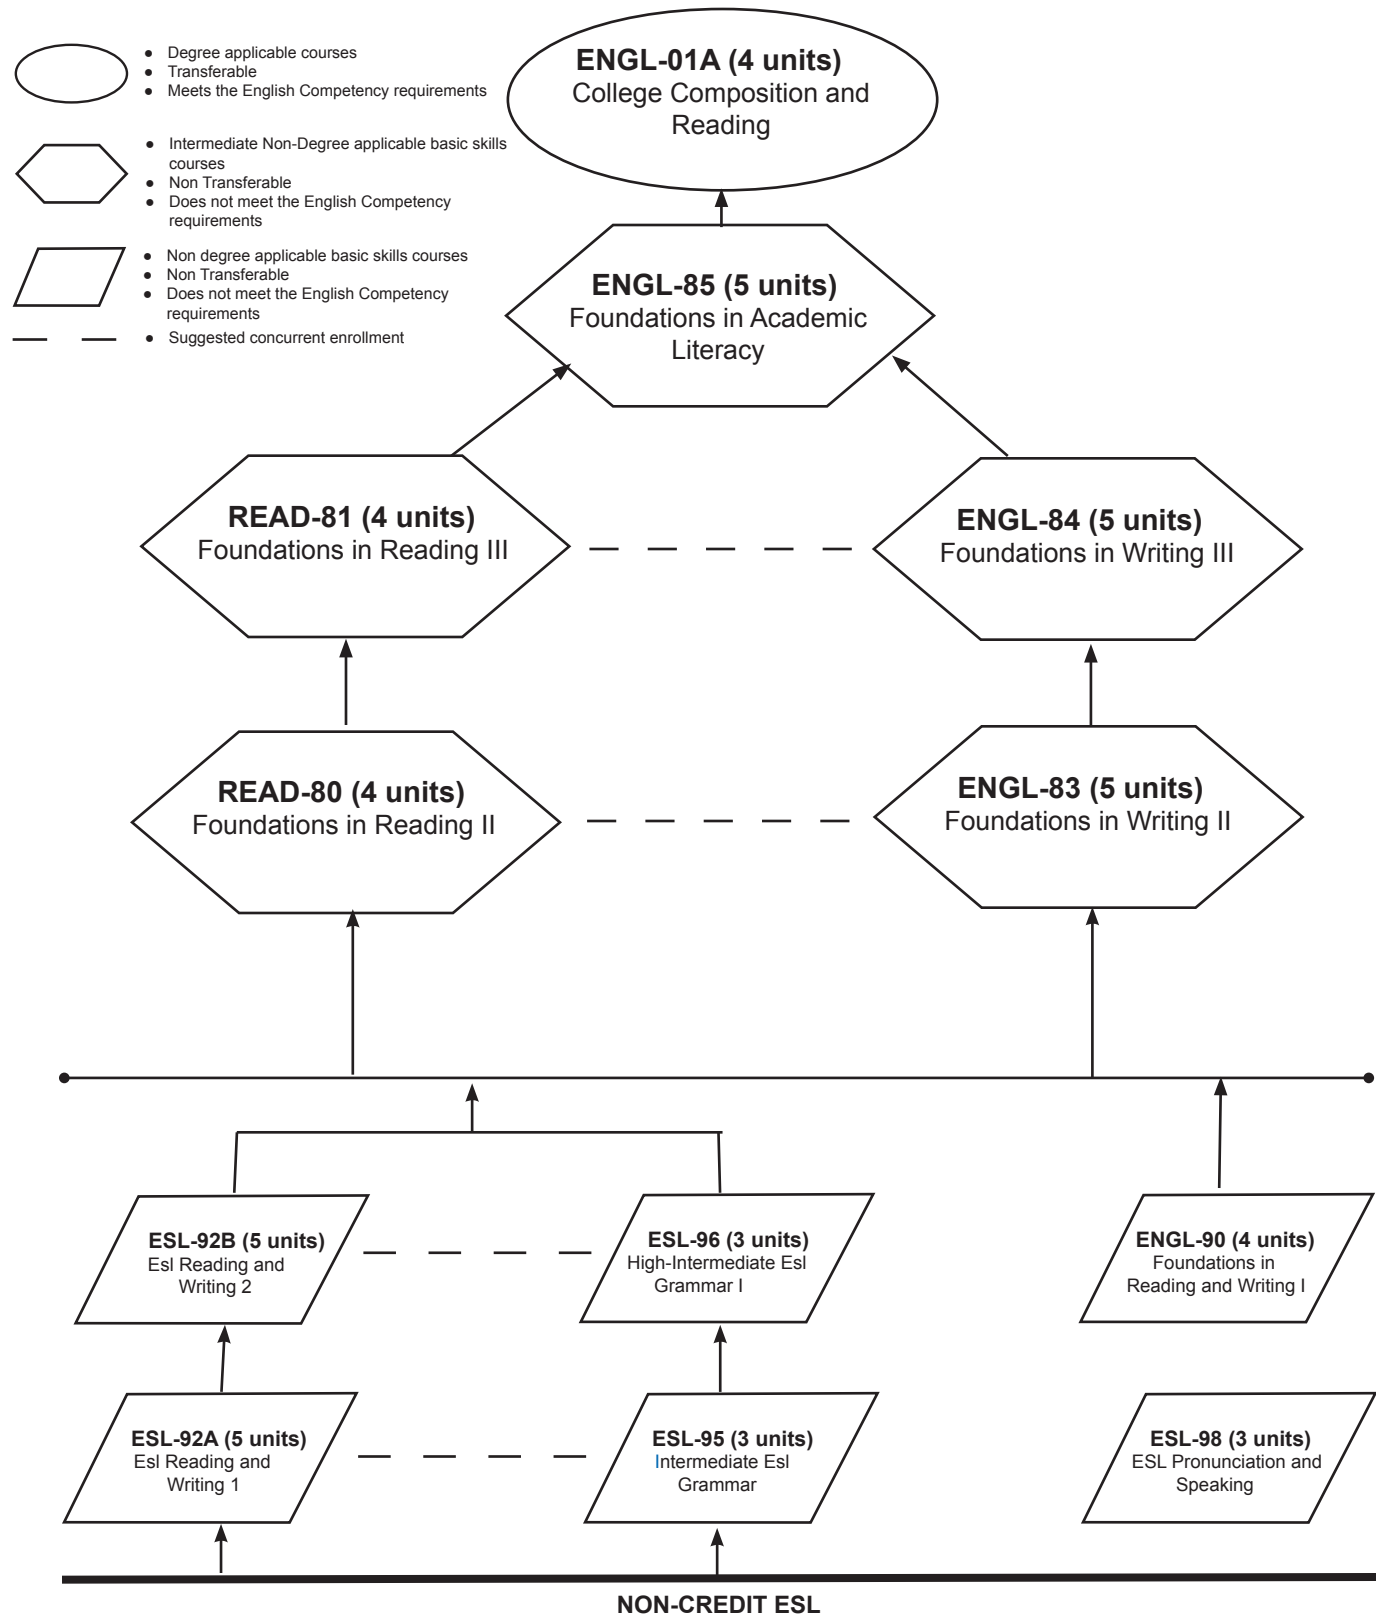 ● Degree applicable courses
● Transferable
● Meets the English Competency requirements
● Intermediate Non-Degree applicable basic skills
courses
● Non Transferable
● Does not meet the English Competency
requirements
● Non degree applicable basic skills courses
● Non Transferable
● Does not meet the English Competency
requirements
● Suggested concurrent enrollment
ENGL-01A (4 units)
College Composition and
Reading
ENGL-85 (5 units)
Foundations in Academic
Literacy
READ-81 (4 units)
Foundations in Reading III
ENGL-84 (5 units)
Foundations in Writing III
READ-80 (4 units)
Foundations in Reading II
ENGL-83 (5 units)
Foundations in Writing II
ESL-92B (5 units)
Esl Reading and
Writing 2
ESL-96 (3 units)
High-Intermediate Esl
Grammar I
ENGL-90 (4 units)
Foundations in
Reading and Writing I
ESL-92A (5 units)
Esl Reading and
Writing 1
ESL-95 (3 units)
Intermediate Esl
Grammar
ESL-98 (3 units)
ESL Pronunciation and
Speaking
NON-CREDIT ESL